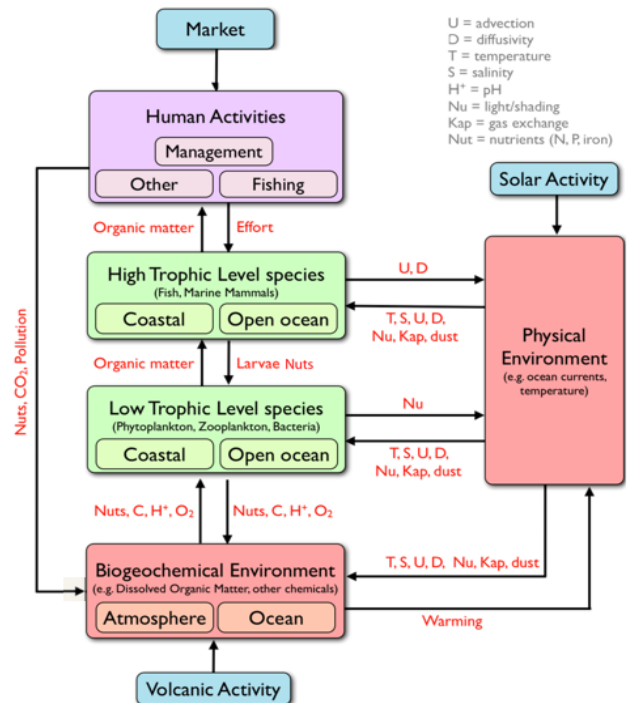 Market
U = advection
D = diffusivity
T = temperature
S = salinity
H⁺ = pH
Nu = light/shading
Kap = gas exchange
Nut = nutrients (N, P, iron)
Human Activities
Management
Other
Fishing
Solar Activity
Organic matter
Effort
High Trophic Level species
(Fish, Marine Mammals)
Coastal
Open ocean
U, D
T, S, U, D,
Nu, Kap, dust
Physical
Environment
(e.g. ocean currents,
temperature)
Nuts, CO₂, Pollution
Organic matter
Larvae Nuts
Low Trophic Level species
(Phytoplankton, Zooplankton, Bacteria)
Coastal
Open ocean
Nu
T, S, U, D,
Nu, Kap, dust
Nuts, C, H⁺, O₂
Nuts, C, H⁺, O₂
Biogeochemical Environment
(e.g. Dissolved Organic Matter, other chemicals)
Atmosphere
Ocean
T, S, U, D, Nu, Kap, dust
Warming
Volcanic Activity